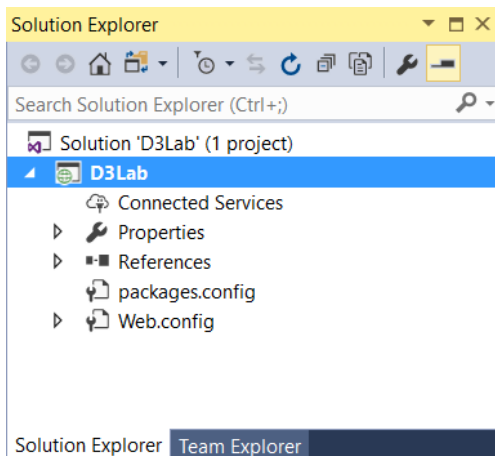 Solution Explorer
Search Solution Explorer (Ctrl+;)
Solution 'D3Lab' (1 project)
D3Lab
Connected Services
Properties
References
packages.config
Web.config
Solution Explorer Team Explorer